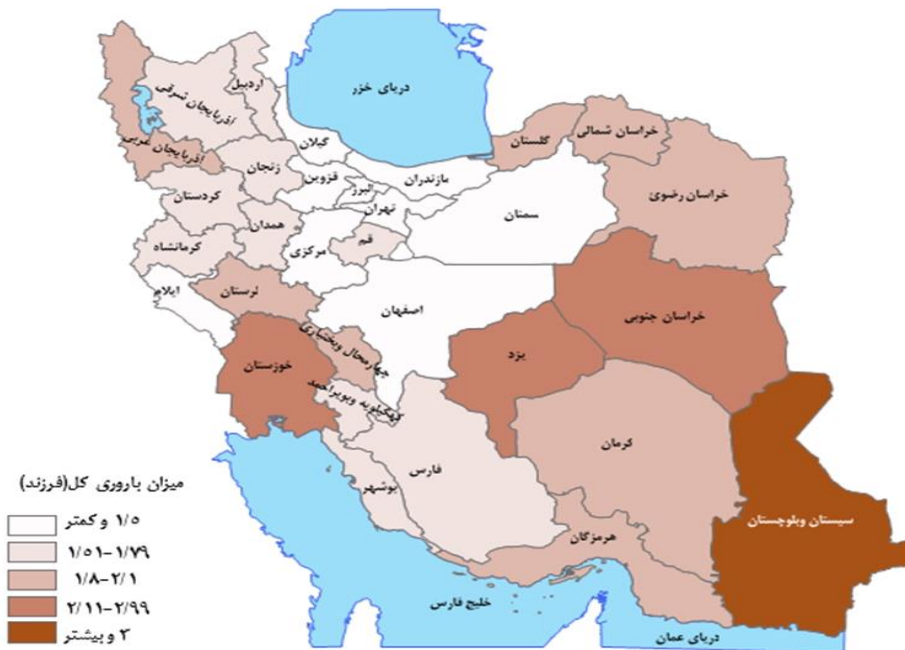 دریای خزر
اردبیل
آذربایجان شرقی
آذربایجان غربی
گیلان
زنجان
قزوین
البرز
مازندران
تهران
سمنان
گلستان
خراسان شمالی
خراسان رضوی
کردستان
همدان
کرمانشاه
مرکزی
قم
ایلام
لرستان
اصفهان
خراسان جنوبی
یزد
خوزستان
چهارمحال وبختیاری
کهگیلویه وبویراحمد
کرمان
فارس
بوشهر
سیستان وبلوچستان
هرمزگان
خلیج فارس
دریای عمان
میزان باروری کل(فرزند)
۱/۵ و کمتر
۱/۵۱-۱/۷۹
۱/۸-۲/۱
۲/۱۱-۲/۹۹
۳ و بیشتر